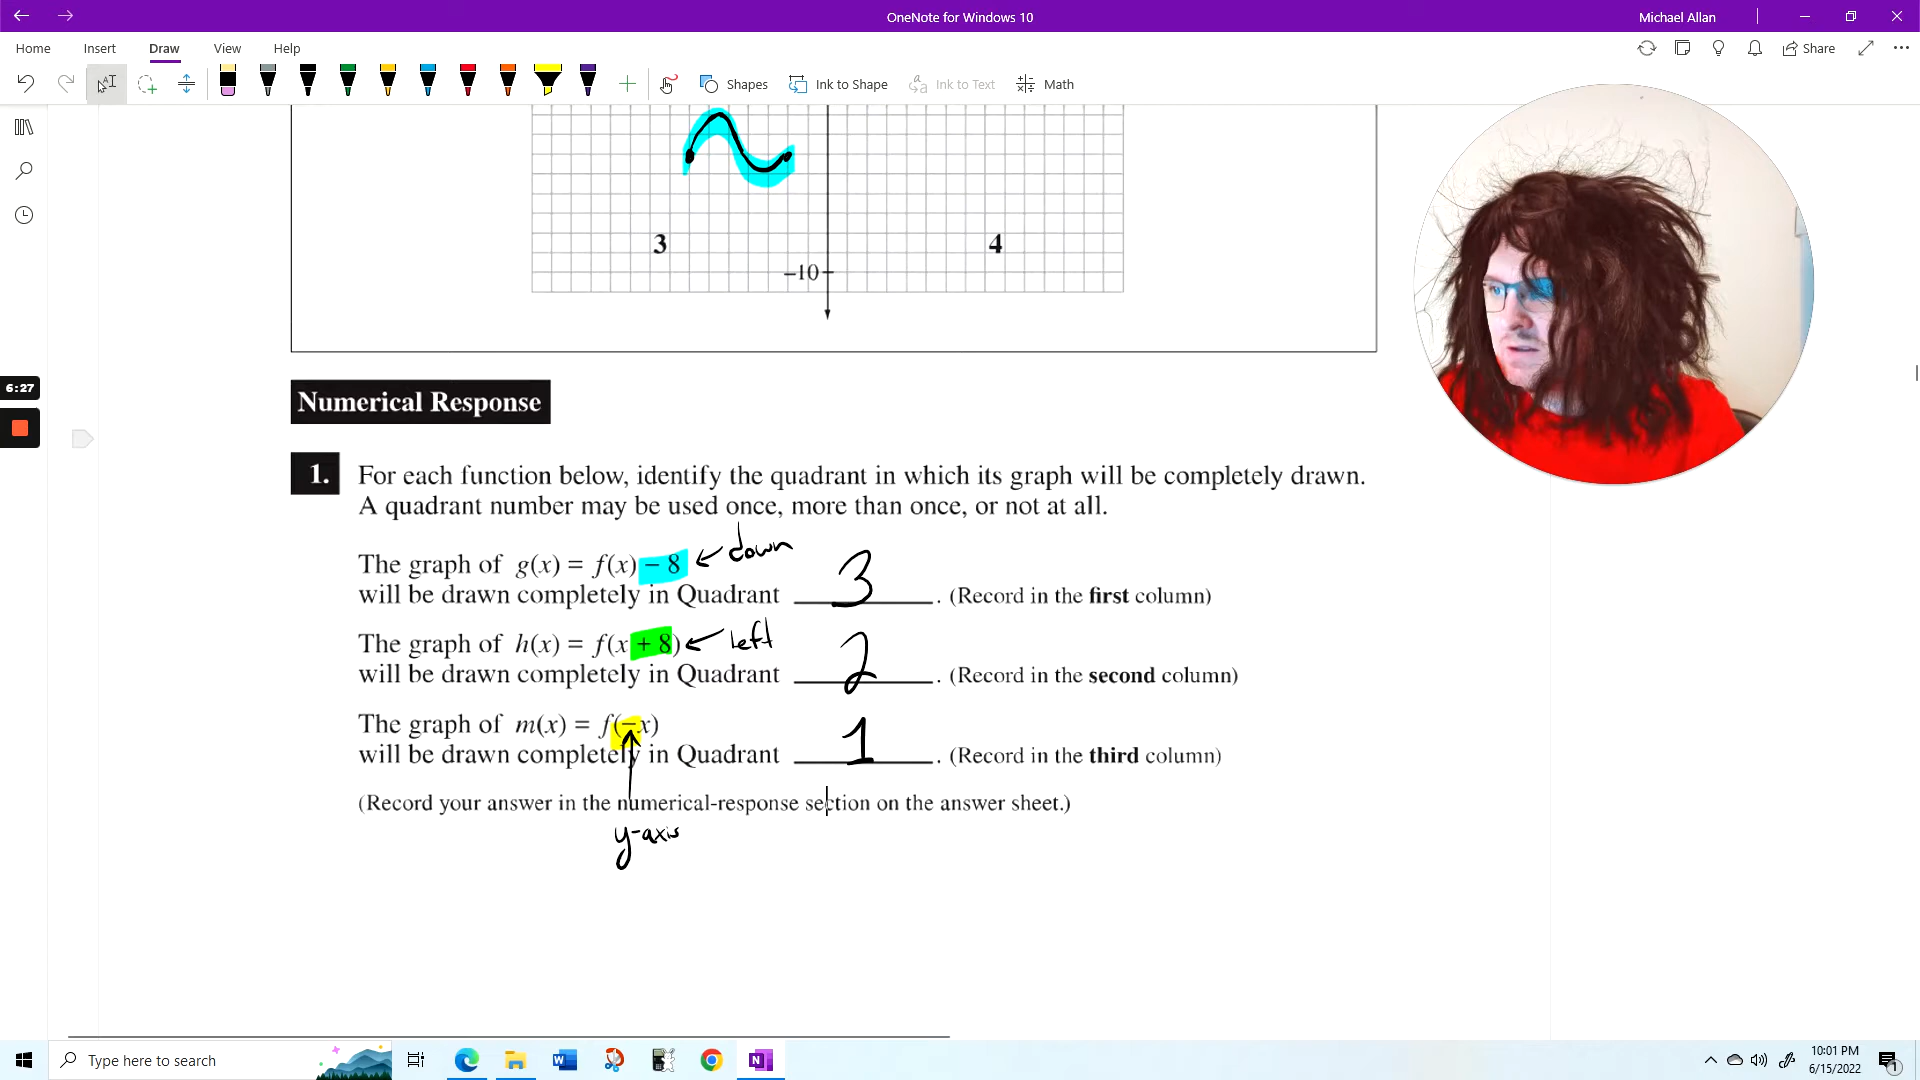 OneNote for Windows 10
Michael Allan
Home Insert Draw View Help
Share
Shapes Ink to Shape Ink to Text Math
3 4
−10
6:27
Numerical Response
1. For each function below, identify the quadrant in which its graph will be completely drawn.
A quadrant number may be used once, more than once, or not at all.
The graph of g(x) = f(x) − 8 ← down
will be drawn completely in Quadrant 3. (Record in the first column)
The graph of h(x) = f(x + 8) ← left
will be drawn completely in Quadrant 2. (Record in the second column)
The graph of m(x) = f(−x)
will be drawn completely in Quadrant 1. (Record in the third column)
(Record your answer in the numerical-response section on the answer sheet.)
y-axis
Type here to search
10:01 PM
6/15/2022
1